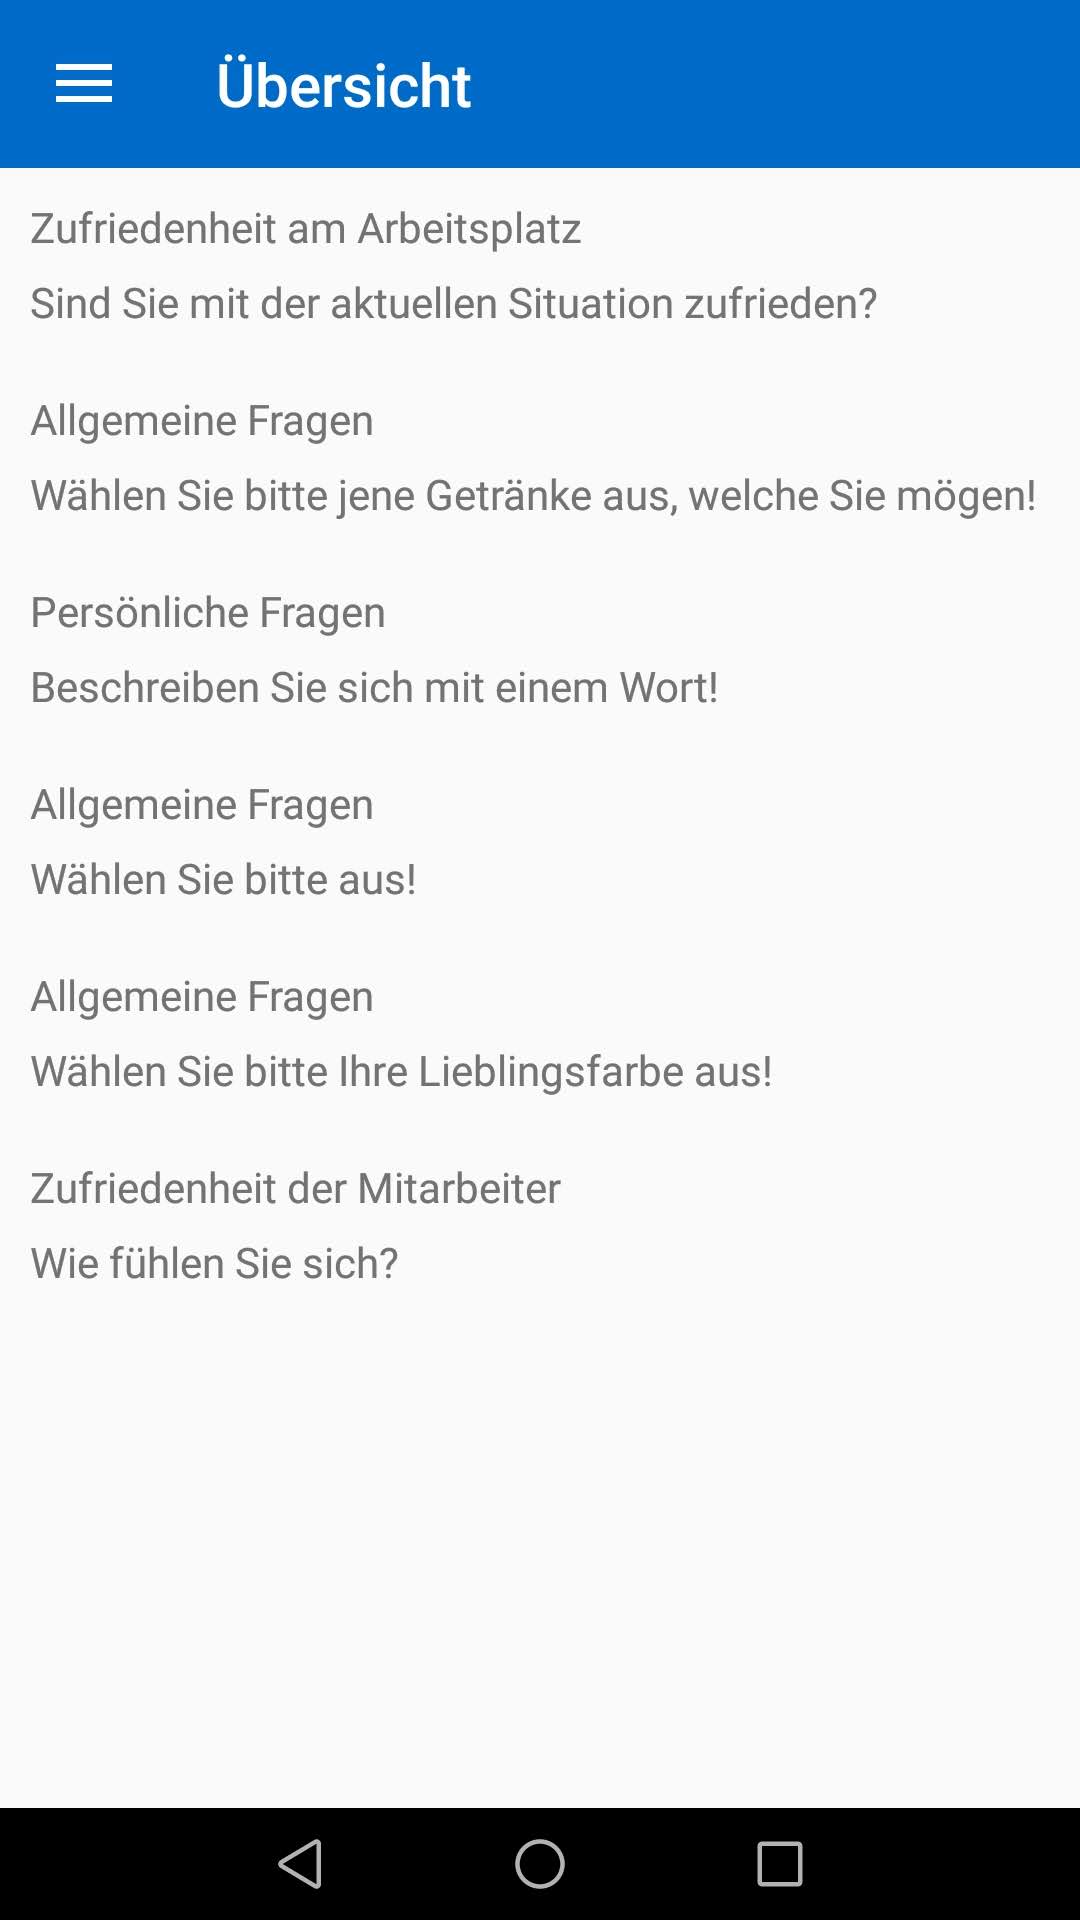 Übersicht
Zufriedenheit am Arbeitsplatz
Sind Sie mit der aktuellen Situation zufrieden?
Allgemeine Fragen
Wählen Sie bitte jene Getränke aus, welche Sie mögen!
Persönliche Fragen
Beschreiben Sie sich mit einem Wort!
Allgemeine Fragen
Wählen Sie bitte aus!
Allgemeine Fragen
Wählen Sie bitte Ihre Lieblingsfarbe aus!
Zufriedenheit der Mitarbeiter
Wie fühlen Sie sich?